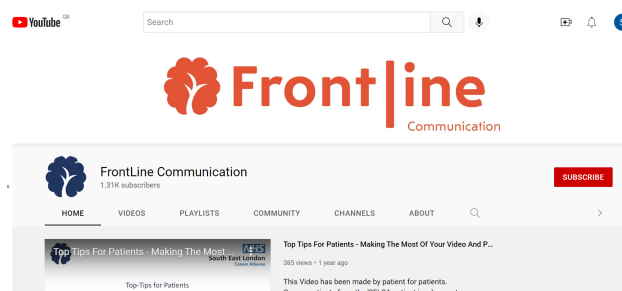 YouTube GB
Search
Frontline
Communication
FrontLine Communication
1.31K subscribers
SUBSCRIBE
HOME VIDEOS PLAYLISTS COMMUNITY CHANNELS ABOUT
Top Tips For Patients - Making The Most...
NHS
South East London
Cancer Alliance
Top-Tips for Patients
Top Tips For Patients - Making The Most Of Your Video And P...
385 views • 1 year ago
This Video has been made by patient for patients.